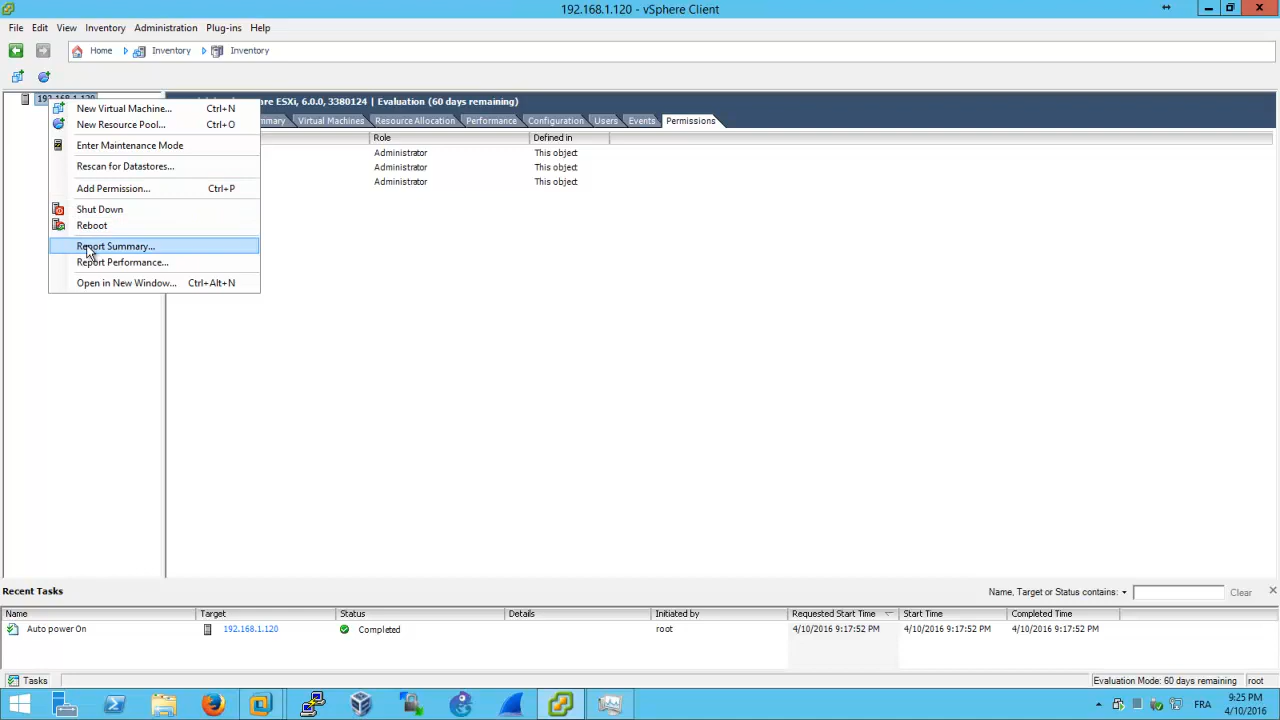 192.168.1.120 - vSphere Client
File Edit View Inventory Administration Plug-ins Help
Home Inventory Inventory
192.168.1.120
ware ESXi, 6.0.0, 3380124 | Evaluation (60 days remaining)
New Virtual Machine... Ctrl+N
New Resource Pool... Ctrl+O
Enter Maintenance Mode
Rescan for Datastores...
Add Permission... Ctrl+P
Shut Down
Reboot
Report Summary...
Report Performance...
Open in New Window... Ctrl+Alt+N
mmary Virtual Machines Resource Allocation Performance Configuration Users Events Permissions
Role Defined in
Administrator This object
Administrator This object
Administrator This object
Recent Tasks
Name, Target or Status contains: Clear
Name Target Status Details Initiated by Requested Start Time Start Time Completed Time
Auto power On 192.168.1.120 Completed root 4/10/2016 9:17:52 PM 4/10/2016 9:17:52 PM 4/10/2016 9:17:52 PM
Tasks Evaluation Mode: 60 days remaining root
FRA 9:25 PM
4/10/2016